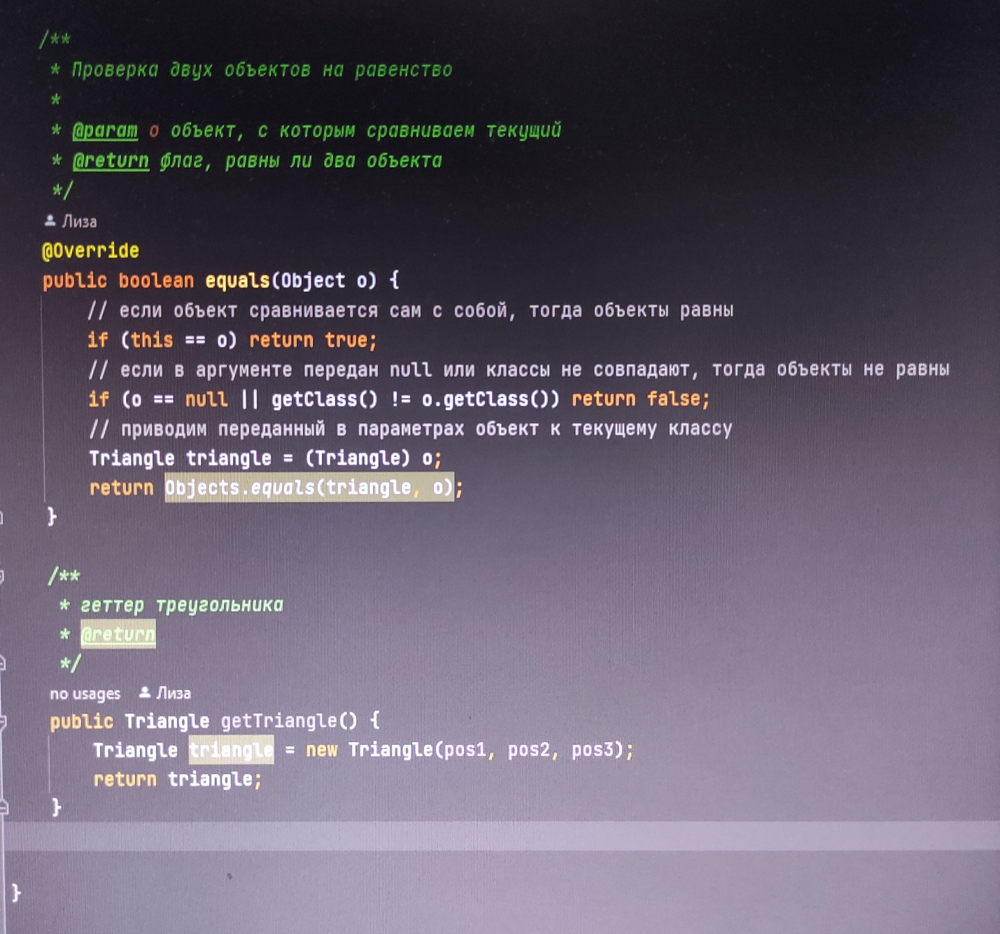 /**
* Проверка двух объектов на равенство
*
* @param o объект, с которым сравниваем текущий
* @return флаг, равны ли два объекта
*/
Лиза
@Override
public boolean equals(Object o) {
// если объект сравнивается сам с собой, тогда объекты равны
if (this == o) return true;
// если в аргументе передан null или классы не совпадают, тогда объекты не равны
if (o == null || getClass() != o.getClass()) return false;
// приводим переданный в параметрах объект к текущему классу
Triangle triangle = (Triangle) o;
return Objects.equals(triangle, o);
}
/**
* геттер треугольника
* @return
*/
no usages Лиза
public Triangle getTriangle() {
Triangle triangle = new Triangle(pos1, pos2, pos3);
return triangle;
}
}